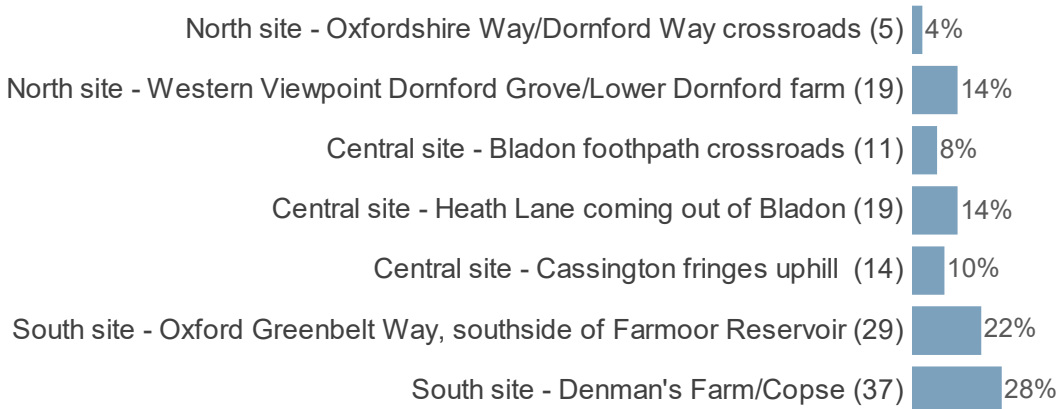 North site - Oxfordshire Way/Dornford Way crossroads (5) 4%
North site - Western Viewpoint Dornford Grove/Lower Dornford farm (19) 14%
Central site - Bladon footpath crossroads (11) 8%
Central site - Heath Lane coming out of Bladon (19) 14%
Central site - Cassington fringes uphill  (14) 10%
South site - Oxford Greenbelt Way, southside of Farmoor Reservoir (29) 22%
South site - Denman's Farm/Copse (37) 28%